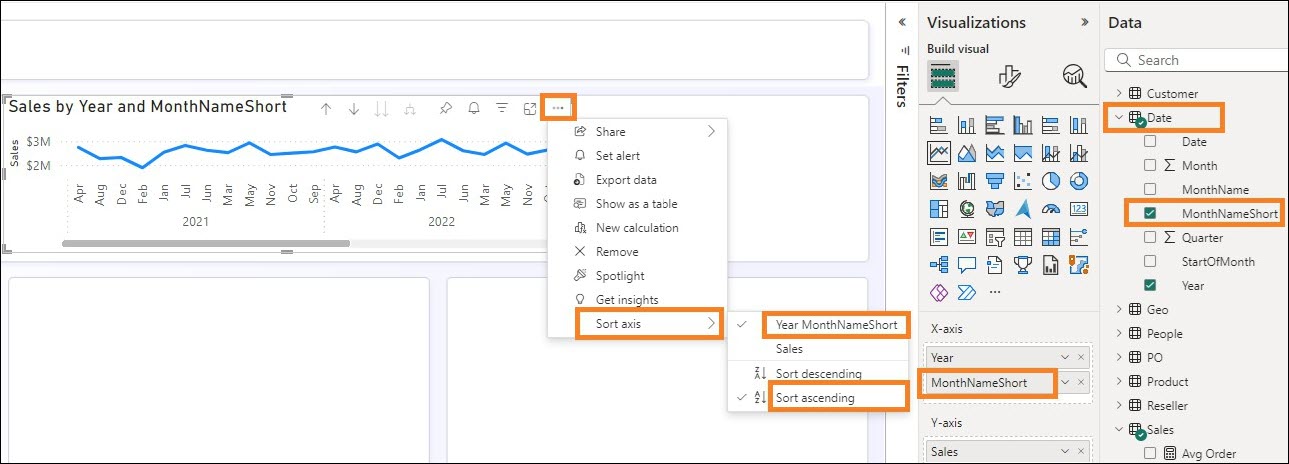 Sales by Year and MonthNameShort
Sales
$3M
$2M
Apr Aug Dec Feb Jan Jul Jun Mar May Nov Oct Sep Apr Aug Dec Feb Jan Jul Jun Mar May Nov
2021 2022
Share
Set alert
Export data
Show as a table
New calculation
Remove
Spotlight
Get insights
Sort axis
Year MonthNameShort
Sales
Sort descending
Sort ascending
Filters
Visualizations
Build visual
123
X-axis
Year
MonthNameShort
Y-axis
Sales
Data
Search
Customer
Date
Date
Month
MonthName
MonthNameShort
Quarter
StartOfMonth
Year
Geo
People
PO
Product
Reseller
Sales
Avg Order